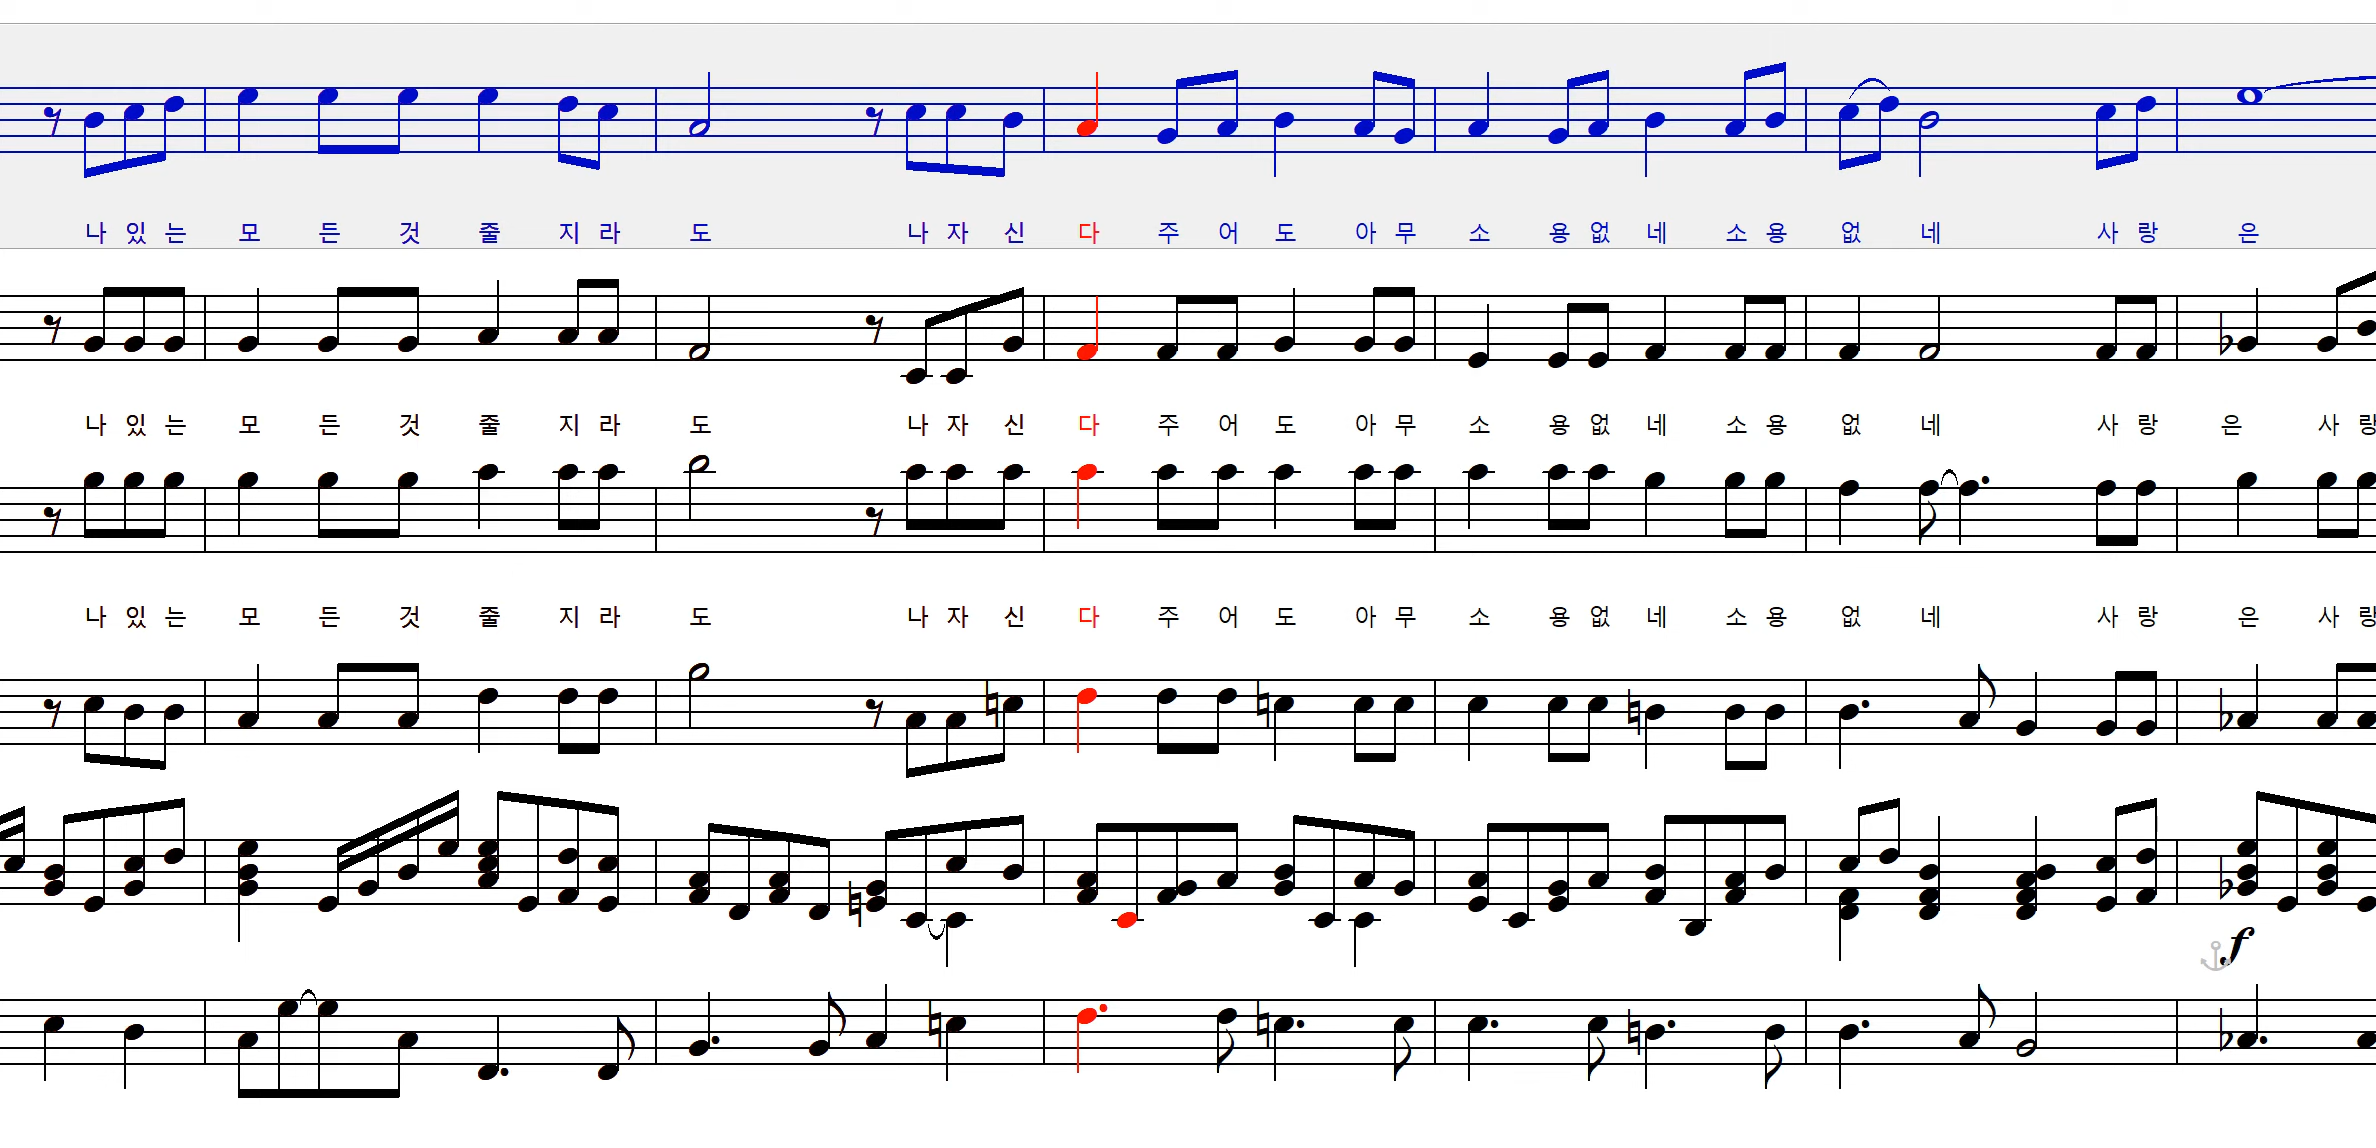 나 있 는 모 든 것 줄 지 라 도 나 자 신 다 주 어 도 아 무 소 용 없 네 소 용 없 네 사 랑 은
나 있 는 모 든 것 줄 지 라 도 나 자 신 다 주 어 도 아 무 소 용 없 네 소 용 없 네 사 랑 은 사 랑
나 있 는 모 든 것 줄 지 라 도 나 자 신 다 주 어 도 아 무 소 용 없 네 소 용 없 네 사 랑 은 사 랑
f